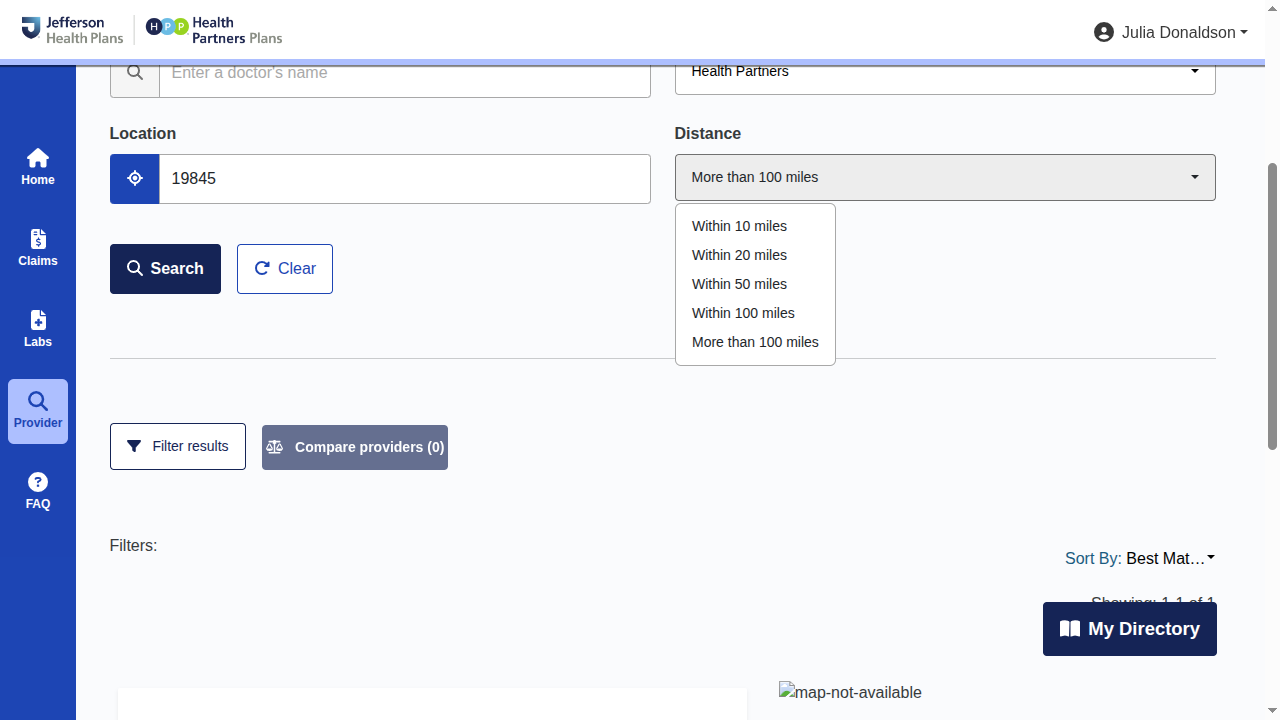 Jefferson
Health Plans
HPP
Health
Partners Plans
Julia Donaldson
Enter a doctor's name
Health Partners
Location
Distance
19845
More than 100 miles
Within 10 miles
Within 20 miles
Within 50 miles
Within 100 miles
More than 100 miles
Search
Clear
Home
Claims
Labs
Provider
FAQ
Filter results
Compare providers (0)
Filters:
Sort By: Best Mat...
Showing: 1-1 of 1
My Directory
map-not-available